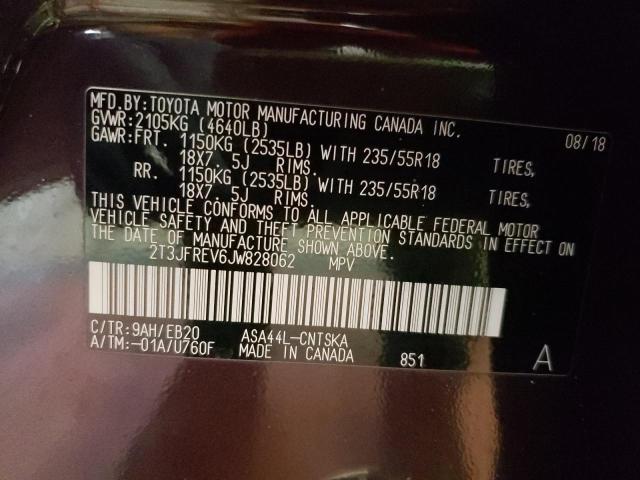 MFD.BY:TOYOTA MOTOR MANUFACTURING CANADA INC.
GVWR:2105KG (4640LB) 08/18
GAWR:FRT. 1150KG (2535LB) WITH 235/55R18 TIRES,
18X7.5J RIMS.
RR. 1150KG (2535LB) WITH 235/55R18 TIRES,
18X7.5J RIMS.
THIS VEHICLE CONFORMS TO ALL APPLICABLE FEDERAL MOTOR
VEHICLE SAFETY AND THEFT PREVENTION STANDARDS IN EFFECT ON
THE DATE OF MANUFACTURE SHOWN ABOVE.
2T3JFREV6JW828062 MPV
C/TR:9AH/EB20 ASA44L-CNTSKA
A/TM:-01A/U760F MADE IN CANADA 851 A